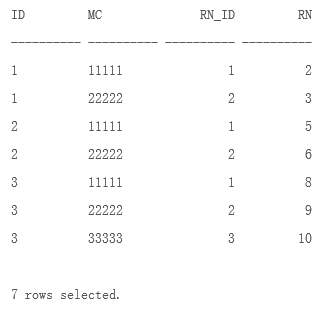 ID MC RN_ID RN
---------- ---------- ---------- ----------
1 11111 1 2
1 22222 2 3
2 11111 1 5
2 22222 2 6
3 11111 1 8
3 22222 2 9
3 33333 3 10
7 rows selected.